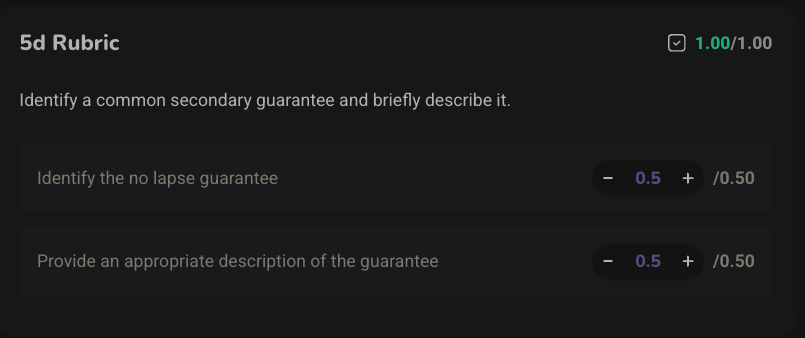 5d Rubric 1.00/1.00
Identify a common secondary guarantee and briefly describe it.
Identify the no lapse guarantee − 0.5 + /0.50
Provide an appropriate description of the guarantee − 0.5 + /0.50